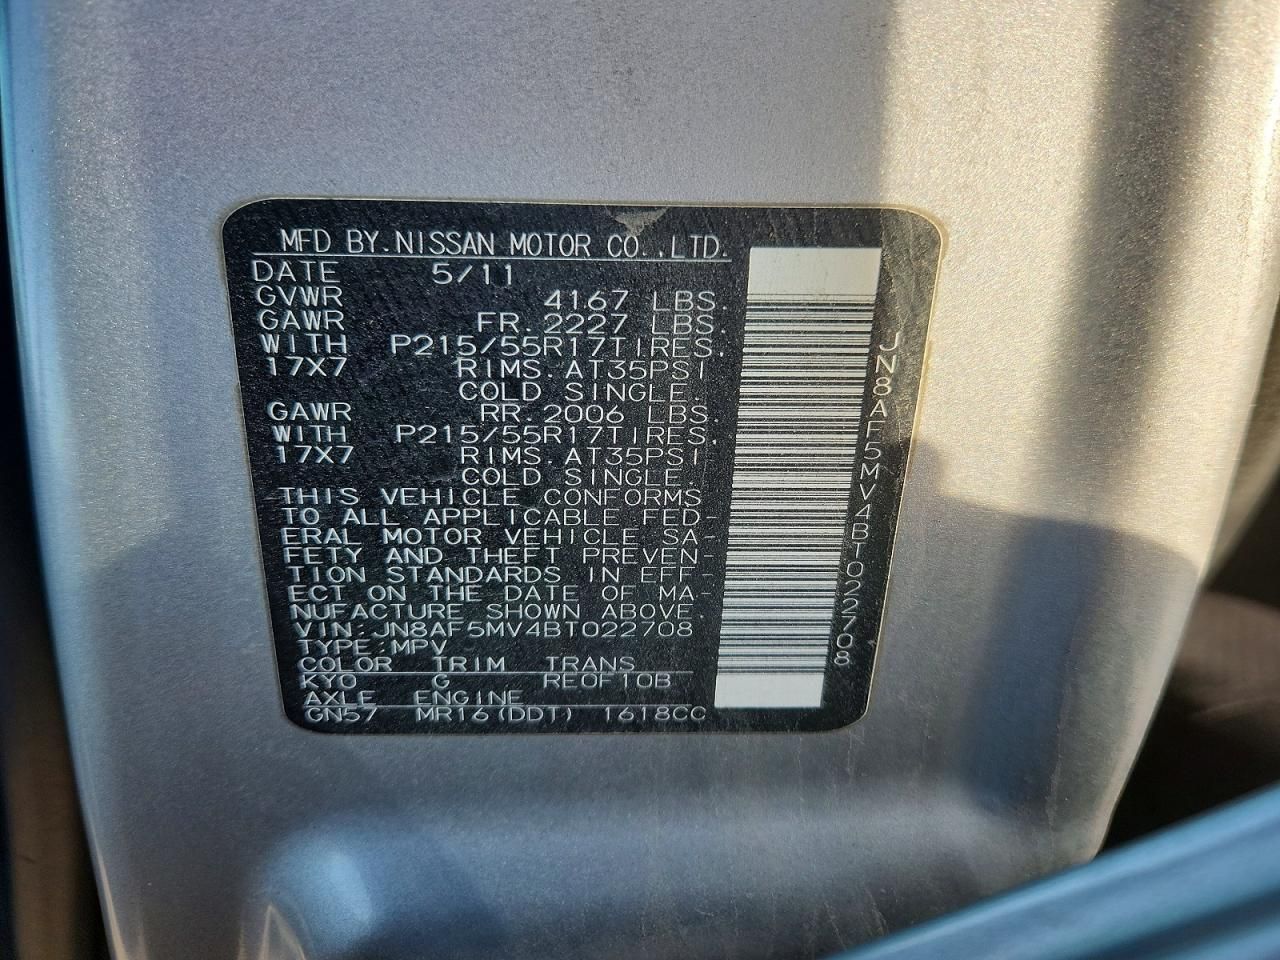 MFD BY.NISSAN MOTOR CO.,LTD.
DATE 5/11
GVWR 4167 LBS.
GAWR FR.2227 LBS.
WITH P215/55R17TIRES.
17X7 RIMS.AT35PSI
COLD SINGLE.
GAWR RR.2006 LBS.
WITH P215/55R17TIRES.
17X7 RIMS.AT35PSI
COLD SINGLE.
THIS VEHICLE CONFORMS
TO ALL APPLICABLE FED-
ERAL MOTOR VEHICLE SA-
FETY AND THEFT PREVEN-
TION STANDARDS IN EFF-
ECT ON THE DATE OF MA-
NUFACTURE SHOWN ABOVE.
VIN:JN8AF5MV4BT022708
TYPE:MPV
COLOR TRIM TRANS
KYO G RE0F10B
AXLE ENGINE
GN57 MR16(DDT) 1618CC
JN8AF5MV4BT022708